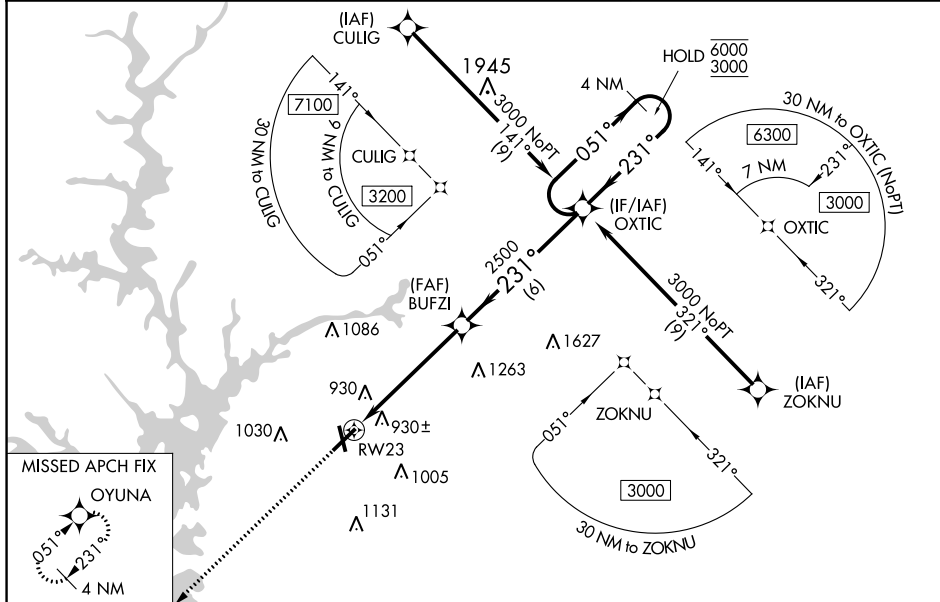 (IAF)
CULIG
1945
3000 NoPT
141°
(9)
HOLD 6000
3000
4 NM
051°
231°
(IF/IAF)
OXTIC
30 NM to CULIG
141°
7100
9 NM to CULIG
CULIG
3200
051°
30 NM to OXTIC (NoPT)
6300
141°
7 NM
231°
3000
OXTIC
321°
2500
231°
(6)
(FAF)
BUFZI
3000 NoPT
321°
(9)
(IAF)
ZOKNU
1086
1627
1263
930
930±
1030
RW23
1005
1131
ZOKNU
051°
321°
3000
30 NM to ZOKNU
MISSED APCH FIX
OYUNA
051°
231°
4 NM